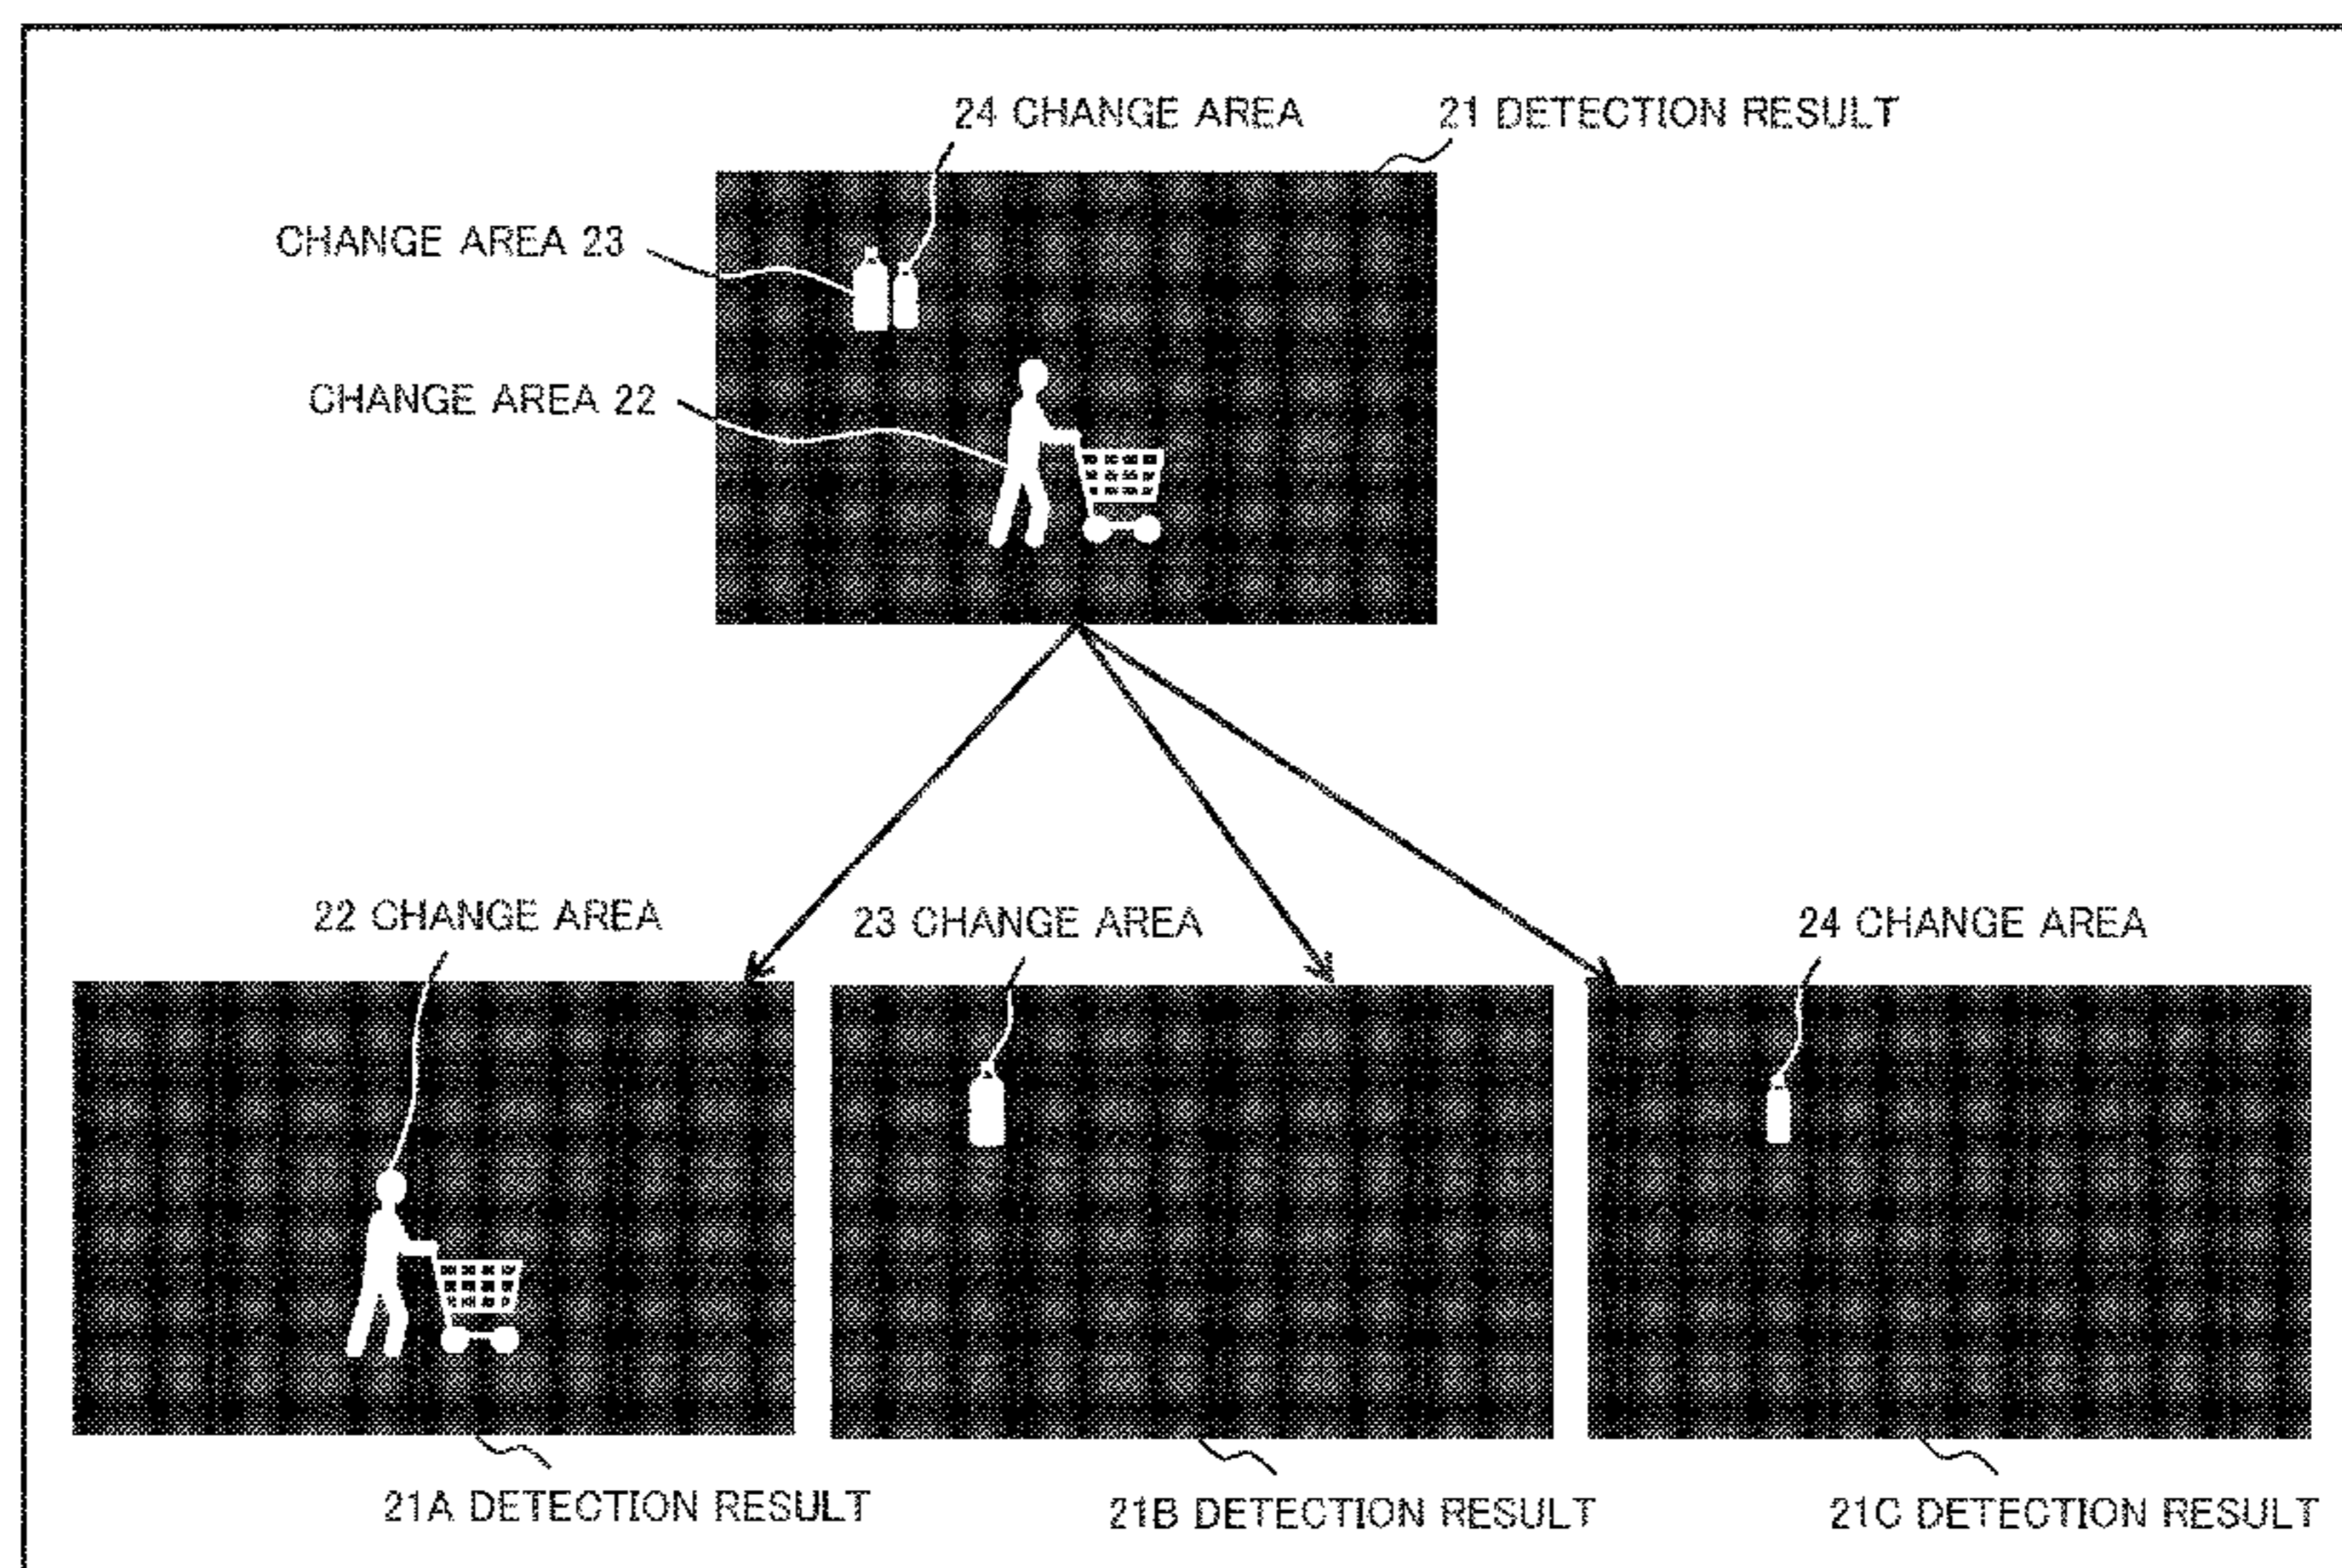 24 CHANGE AREA
21 DETECTION RESULT
CHANGE AREA 23
CHANGE AREA 22
22 CHANGE AREA
23 CHANGE AREA
24 CHANGE AREA
21A DETECTION RESULT
21B DETECTION RESULT
21C DETECTION RESULT